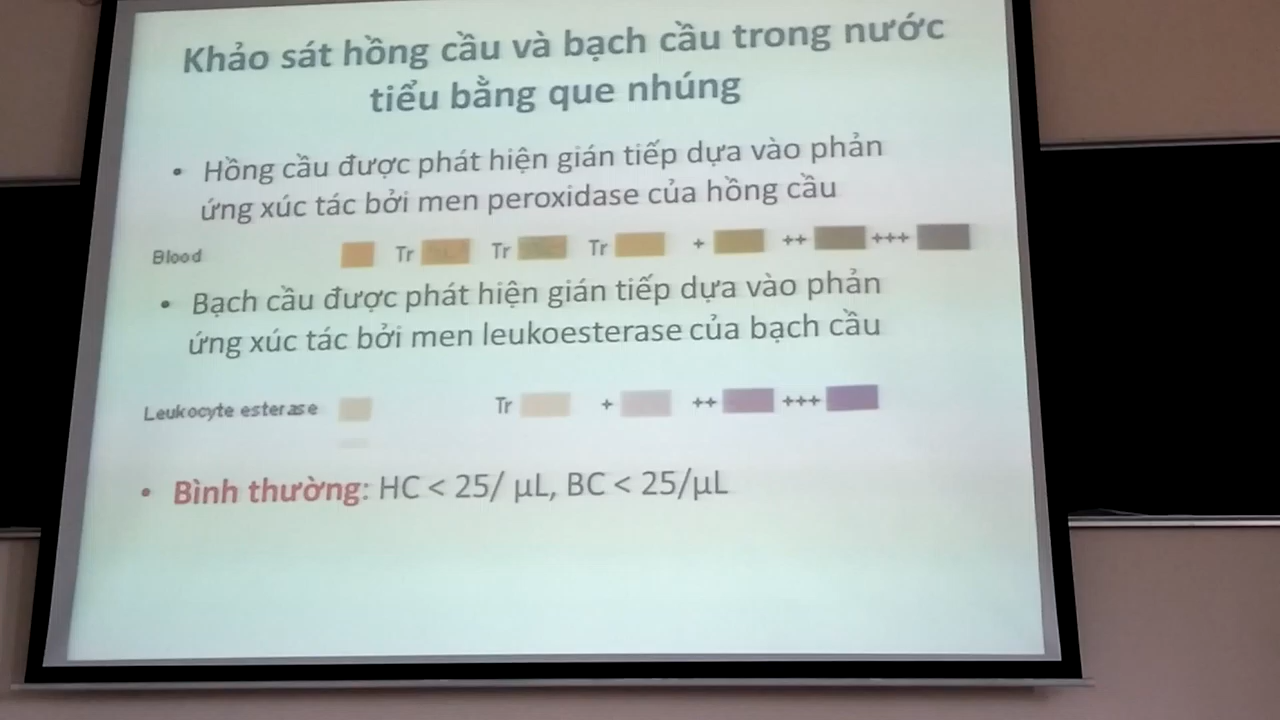 Khảo sát hồng cầu và bạch cầu trong nước
tiểu bằng que nhúng
• Hồng cầu được phát hiện gián tiếp dựa vào phản
ứng xúc tác bởi men peroxidase của hồng cầu
Blood Tr Tr Tr + ++ +++
• Bạch cầu được phát hiện gián tiếp dựa vào phản
ứng xúc tác bởi men leukoesterase của bạch cầu
Leukocyte esterase Tr + ++ +++
• Bình thường: HC < 25/ μL, BC < 25/μL